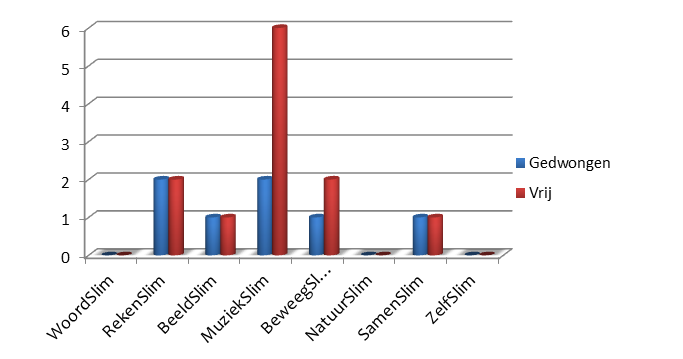 6
5
4
3
2
1
0
WoordSlim
RekenSlim
BeeldSlim
MuziekSlim
BeweegSl...
NatuurSlim
SamenSlim
ZelfSlim
Gedwongen
Vrij